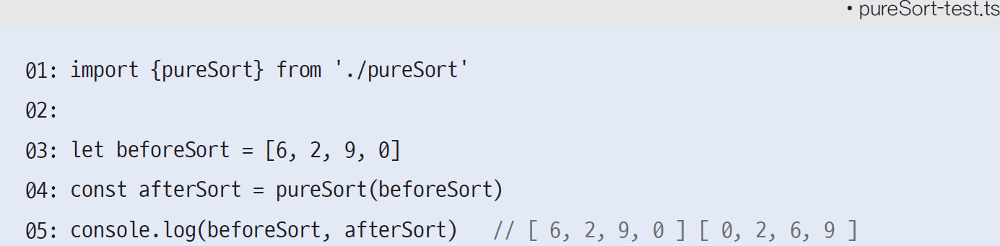 • pureSort-test.ts
01: import {pureSort} from './pureSort'
02:
03: let beforeSort = [6, 2, 9, 0]
04: const afterSort = pureSort(beforeSort)
05: console.log(beforeSort, afterSort) // [ 6, 2, 9, 0 ] [ 0, 2, 6, 9 ]